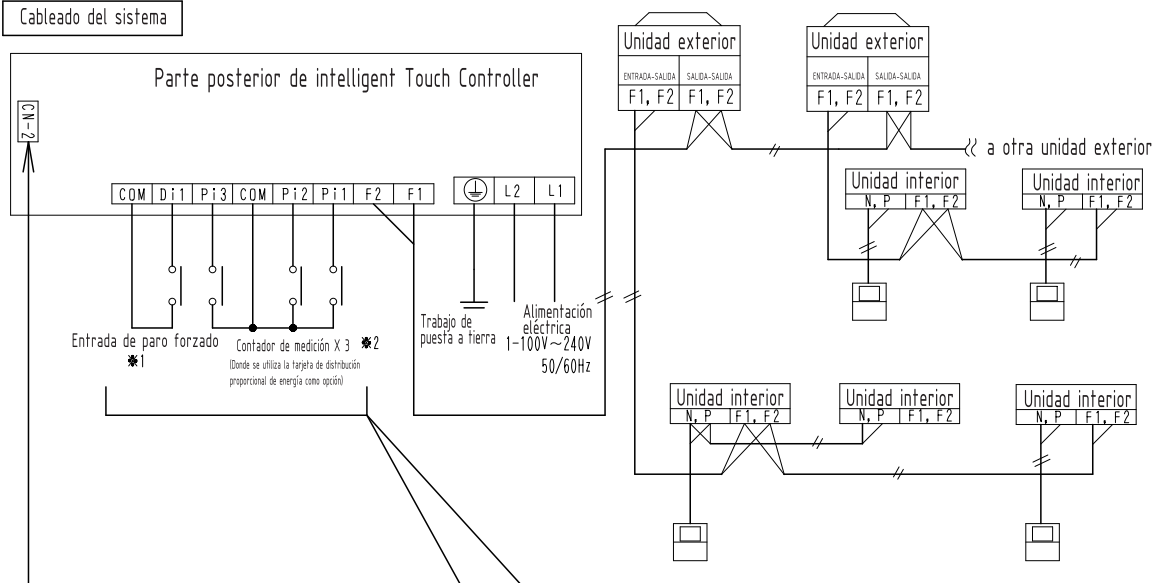 Cableado del sistema
Parte posterior de intelligent Touch Controller
CN-2
COM Di1 Pi3 COM Pi2 Pi1 F2 F1
L2 L1
Entrada de paro forzado
※1
Contador de medición X 3 ※2
(Donde se utiliza la tarjeta de distribución
proporcional de energía como opción)
Trabajo de
puesta a tierra
Alimentación
eléctrica
1-100V~240V
50/60Hz
Unidad exterior
ENTRADA-SALIDA SALIDA-SALIDA
F1, F2 F1, F2
Unidad exterior
ENTRADA-SALIDA SALIDA-SALIDA
F1, F2 F1, F2
a otra unidad exterior
Unidad interior
N, P F1, F2
Unidad interior
N, P F1, F2
Unidad interior
N, P F1, F2
Unidad interior
N, P F1, F2
Unidad interior
N, P F1, F2